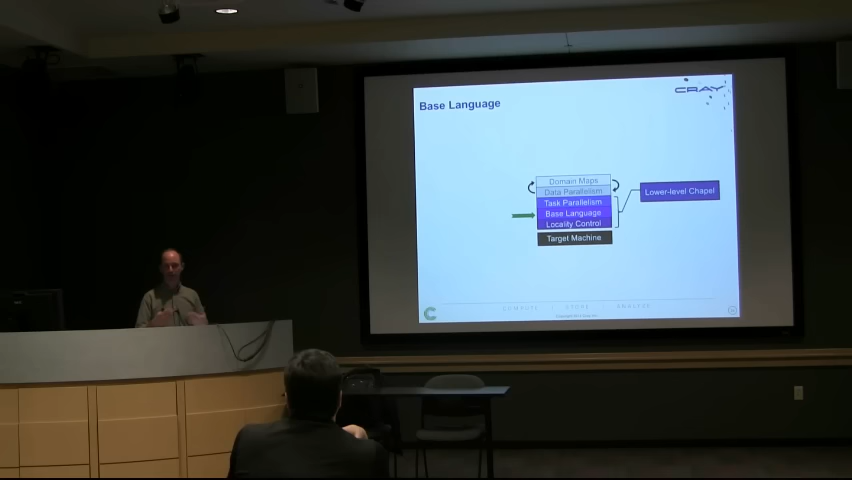 Base Language
CRAY
Domain Maps
Data Parallelism
Task Parallelism
Base Language
Locality Control
Target Machine
Lower-level Chapel
COMPUTE | STORE | ANALYZE